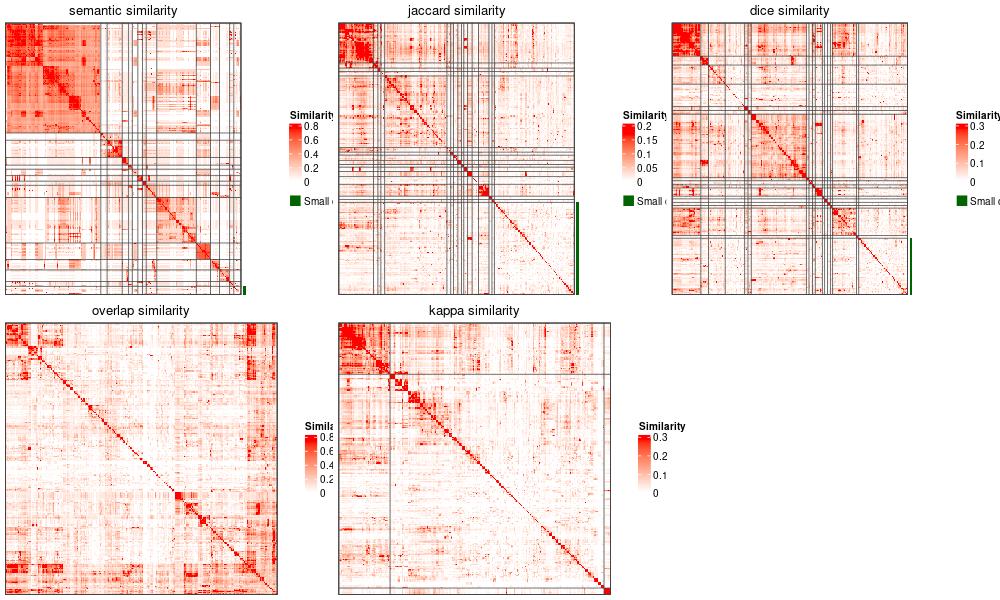 semantic similarity
Similarity
0.8
0.6
0.4
0.2
0
Small
jaccard similarity
Similarity
0.2
0.15
0.1
0.05
0
Small
dice similarity
Similarity
0.3
0.2
0.1
0
Small
overlap similarity
Simila
0.8
0.6
0.4
0.2
0
kappa similarity
Similarity
0.3
0.2
0.1
0